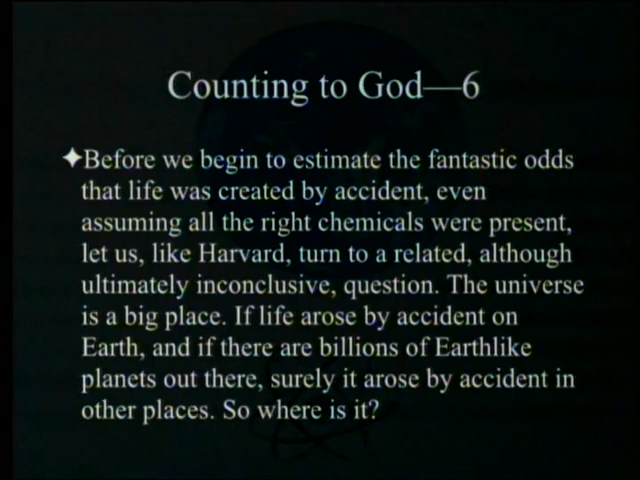 Counting to God—6
✦Before we begin to estimate the fantastic odds
that life was created by accident, even
assuming all the right chemicals were present,
let us, like Harvard, turn to a related, although
ultimately inconclusive, question. The universe
is a big place. If life arose by accident on
Earth, and if there are billions of Earthlike
planets out there, surely it arose by accident in
other places. So where is it?